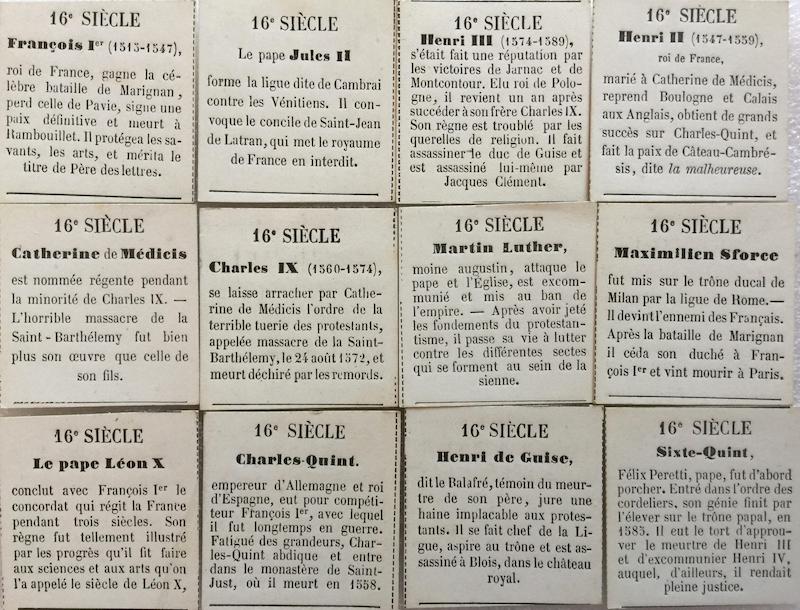 16e SIÈCLE
François Ier (1515-1547),
roi de France, gagne la cé-
lèbre bataille de Marignan,
perd celle de Pavie, signe une
paix définitive et meurt à
Rambouillet. Il protégea les sa-
vants, les arts, et mérita le
titre de Père des lettres.
16e SIÈCLE
Le pape Jules II
forme la ligue dite de Cambrai
contre les Vénitiens. Il con-
voque le concile de Saint-Jean
de Latran, qui met le royaume
de France en interdit.
16e SIÈCLE
Henri III (1574-1589),
s'était fait une réputation par
les victoires de Jarnac et de
Montcontour. Elu roi de Polo-
gne, il revient un an après
succéder à son frère Charles IX.
Son règne est troublé par les
querelles de religion. Il fait
assassiner le duc de Guise et
est assassiné lui-même par
Jacques Clément.
16e SIÈCLE
Henri II (1547-1559),
roi de France,
marié à Catherine de Médicis,
reprend Boulogne et Calais
aux Anglais, obtient de grands
succès sur Charles-Quint, et
fait la paix de Câteau-Cambré-
sis, dite la malheureuse.
16e SIÈCLE
Catherine de Médicis
est nommée régente pendant
la minorité de Charles IX. —
L'horrible massacre de la
Saint-Barthélemy fut bien
plus son œuvre que celle de
son fils.
16e SIÈCLE
Charles IX (1560-1574),
se laisse arracher par Cathe-
rine de Médicis l'ordre de la
terrible tuerie des protestants,
appelée massacre de la Saint-
Barthélemy, le 24 août 1572, et
meurt déchiré par les remords.
16e SIÈCLE
Martin Luther,
moine augustin, attaque le
pape et l'Église, est excom-
munié et mis au ban de
l'empire. — Après avoir jeté
les fondements du protestan-
tisme, il passe sa vie à lutter
contre les différentes sectes
qui se forment au sein de la
sienne.
16e SIÈCLE
Maximilien Sforce
fut mis sur le trône ducal de
Milan par la ligue de Rome. —
Il devint l'ennemi des Français.
Après la bataille de Marignan
il céda son duché à Fran-
çois Ier et vint mourir à Paris.
16e SIÈCLE
Le pape Léon X
conclut avec François Ier le
concordat qui régit la France
pendant trois siècles. Son
règne fut tellement illustré
par les progrès qu'il fit faire
aux sciences et aux arts qu'on
l'a appelé le siècle de Léon X,
16e SIÈCLE
Charles-Quint.
empereur d'Allemagne et roi
d'Espagne, eut pour compéti-
teur François Ier, avec lequel
il fut longtemps en guerre.
Fatigué des grandeurs, Char-
les-Quint abdique et entre
dans le monastère de Saint-
Just, où il meurt en 1558.
16e SIÈCLE
Henri de Guise,
dit le Balafré, témoin du meur-
tre de son père, jure une
haine implacable aux protes-
tants. Il se fait chef de la Li-
gue, aspire au trône et est as-
sassiné à Blois, dans le château
royal.
16e SIÈCLE
Sixte-Quint,
Félix Peretti, pape, fut d'abord
porcher. Entré dans l'ordre des
cordeliers, son génie finit par
l'élever sur le trône papal, en
1585. Il eut le tort d'approu-
ver le meurtre de Henri III
et d'excommunier Henri IV,
auquel, d'ailleurs, il rendait
pleine justice.